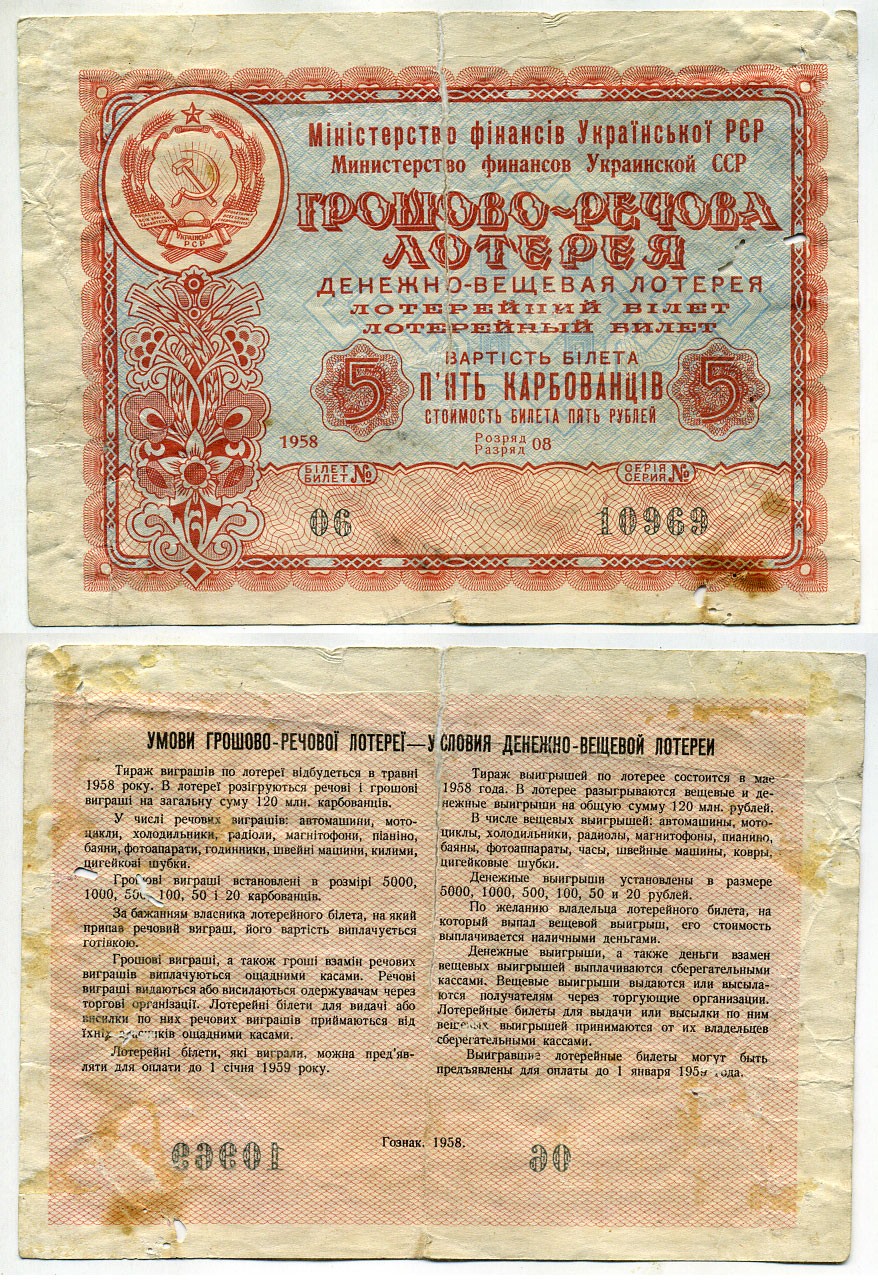 УКРАЇНСЬКА
РСР
Міністерство фінансів Української РСР
Министерство финансов Украинской ССР
ГРОШОВО-РЕЧОВА
ЛОТЕРЕЯ
ДЕНЕЖНО-ВЕЩЕВАЯ ЛОТЕРЕЯ
ЛОТЕРЕЙНИЙ БІЛЕТ
ЛОТЕРЕЙНЫЙ БИЛЕТ
ВАРТІСТЬ БІЛЕТА
5 П'ЯТЬ КАРБОВАНЦІВ 5
СТОИМОСТЬ БИЛЕТА ПЯТЬ РУБЛЕЙ
1958 Розряд
Разряд 08
БІЛЕТ
БИЛЕТ №
СЕРІЯ
СЕРИЯ №
06 10969
УМОВИ ГРОШОВО-РЕЧОВОЇ ЛОТЕРЕЇ—УСЛОВИЯ ДЕНЕЖНО-ВЕЩЕВОЙ ЛОТЕРЕИ
Тираж виграшів по лотереї відбудеться в травні
1958 року. В лотереї розігруються речові і грошові
виграші на загальну суму 120 млн. карбованців.
У числі речових виграшів: автомашини, мото-
цикли, холодильники, радіоли, магнітофони, піаніно,
баяни, фотоапарати, годинники, швейні машини, килими,
цигейкові шубки.
Грошові виграші встановлені в розмірі 5000,
1000, 500, 100, 50 і 20 карбованців.
За бажанням власника лотерейного білета, на який
припав речовий виграш, його вартість виплачується
готівкою.
Грошові виграші, а також гроші взамін речових
виграшів виплачуються ощадними касами. Речові
виграші видаються або висилаються одержувачам через
торгові організації. Лотерейні білети для видачі або
висилки по них речових виграшів приймаються від
їхніх власників ощадними касами.
Лотерейні білети, які виграли, можна пред'яв-
ляти для оплати до 1 січня 1959 року.
Тираж выигрышей по лотерее состоится в мае
1958 года. В лотерее разыгрываются вещевые и де-
нежные выигрыши на общую сумму 120 млн. рублей.
В числе вещевых выигрышей: автомашины, мото-
циклы, холодильники, радиолы, магнитофоны, пианино,
баяны, фотоаппараты, часы, швейные машины, ковры,
цигейковые шубки.
Денежные выигрыши установлены в размере
5000, 1000, 500, 100, 50 и 20 рублей.
По желанию владельца лотерейного билета, на
который выпал вещевой выигрыш, его стоимость
выплачивается наличными деньгами.
Денежные выигрыши, а также деньги взамен
вещевых выигрышей выплачиваются сберегательными
кассами. Вещевые выигрыши выдаются или высыла-
ются получателям через торгующие организации.
Лотерейные билеты для выдачи или высылки по ним
вещевых выигрышей принимаются от их владельцев
сберегательными кассами.
Выигравшие лотерейные билеты могут быть
предъявлены для оплаты до 1 января 1959 года.
Гознак. 1958.
10969 06